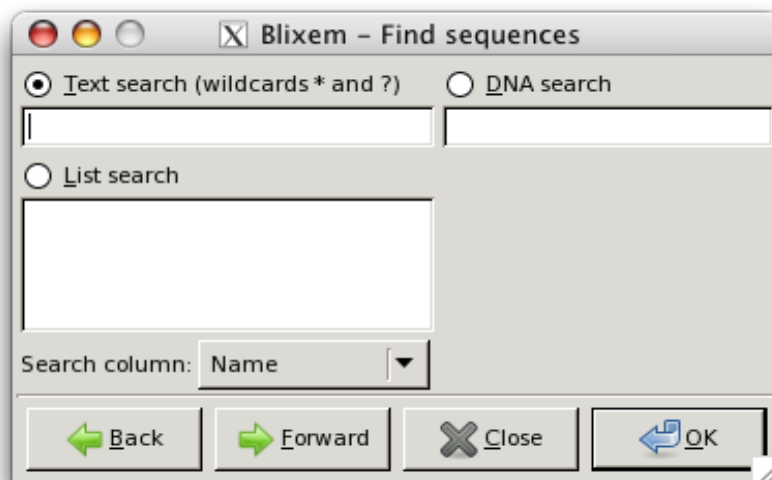 Blixem – Find sequences
Text search (wildcards * and ?) DNA search
List search
Search column: Name
Back Forward Close OK